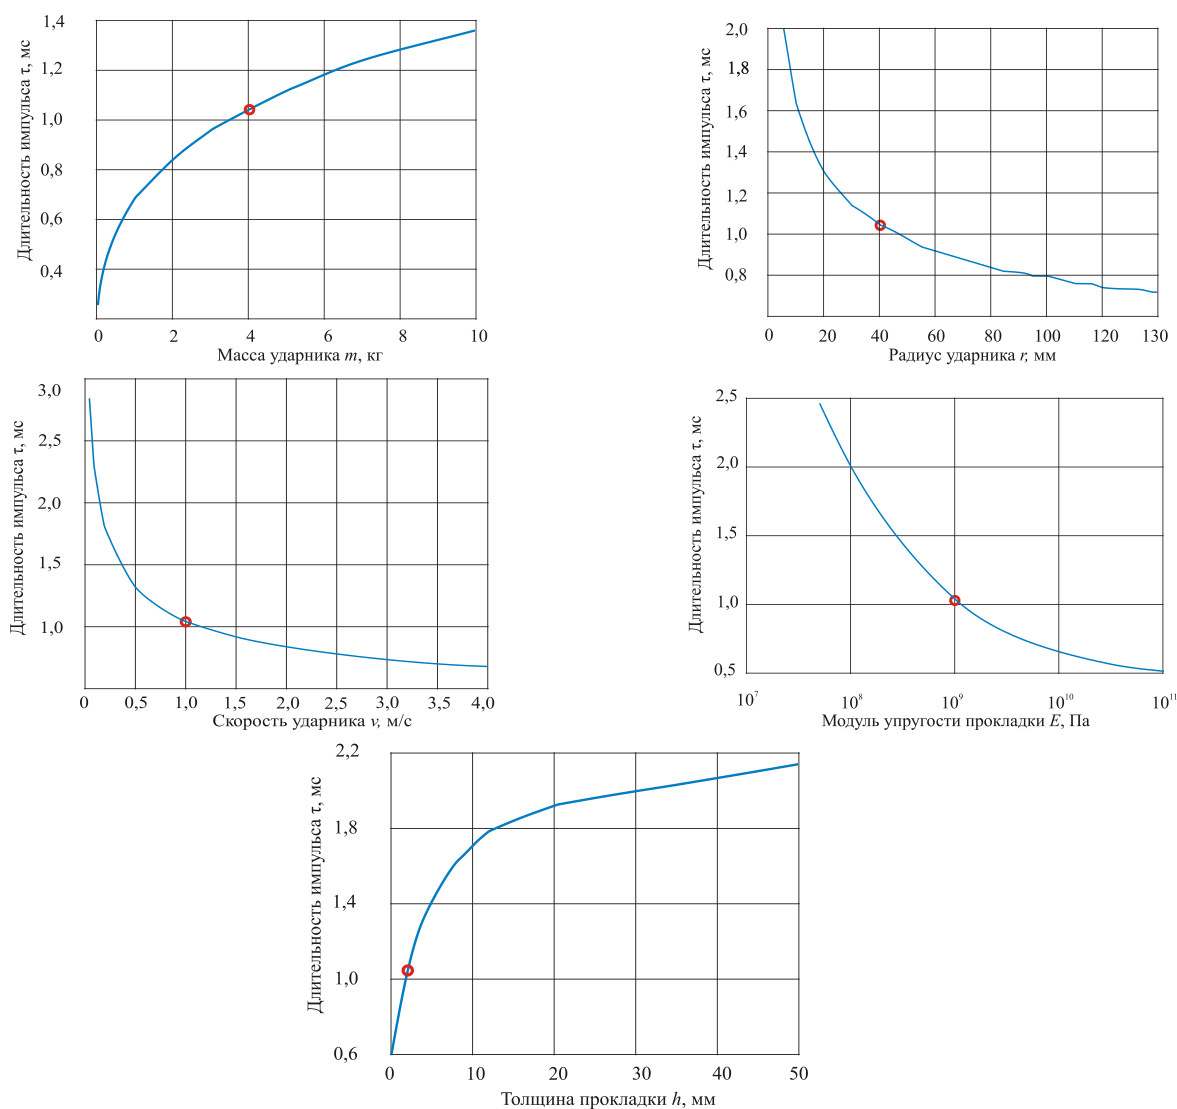 Длительность импульса τ, мс
1,4
1,2
1,0
0,8
0,6
0,4
0 2 4 6 8 10
Масса ударника m, кг
Длительность импульса τ, мс
2,0
1,8
1,6
1,4
1,2
1,0
0,8
0 20 40 60 80 100 120 130
Радиус ударника r, мм
Длительность импульса τ, мс
3,0
2,5
2,0
1,5
1,0
0 0,5 1,0 1,5 2,0 2,5 3,0 3,5 4,0
Скорость ударника v, м/с
Длительность импульса τ, мс
2,5
2,0
1,5
1,0
0,5
10⁷ 10⁸ 10⁹ 10¹⁰ 10¹¹
Модуль упругости прокладки E, Па
Длительность импульса τ, мс
2,2
1,8
1,4
1,0
0,6
0 10 20 30 40 50
Толщина прокладки h, мм